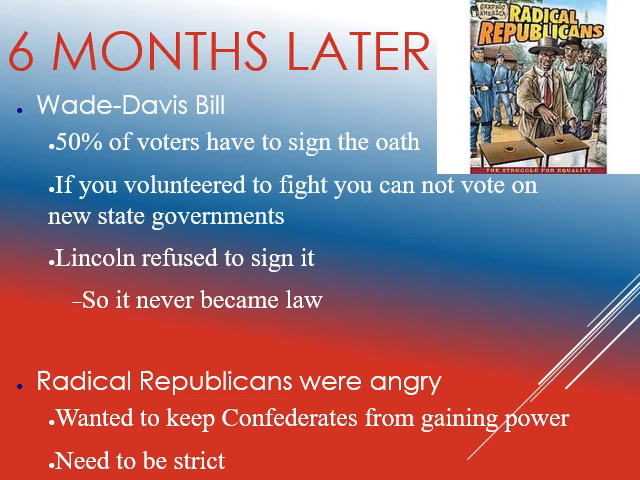 6 MONTHS LATER
GRAPHIC AMERICA
RADICAL
REPUBLICANS
THE STRUGGLE FOR EQUALITY
Wade-Davis Bill
50% of voters have to sign the oath
If you volunteered to fight you can not vote on
new state governments
Lincoln refused to sign it
–So it never became law
Radical Republicans were angry
Wanted to keep Confederates from gaining power
Need to be strict